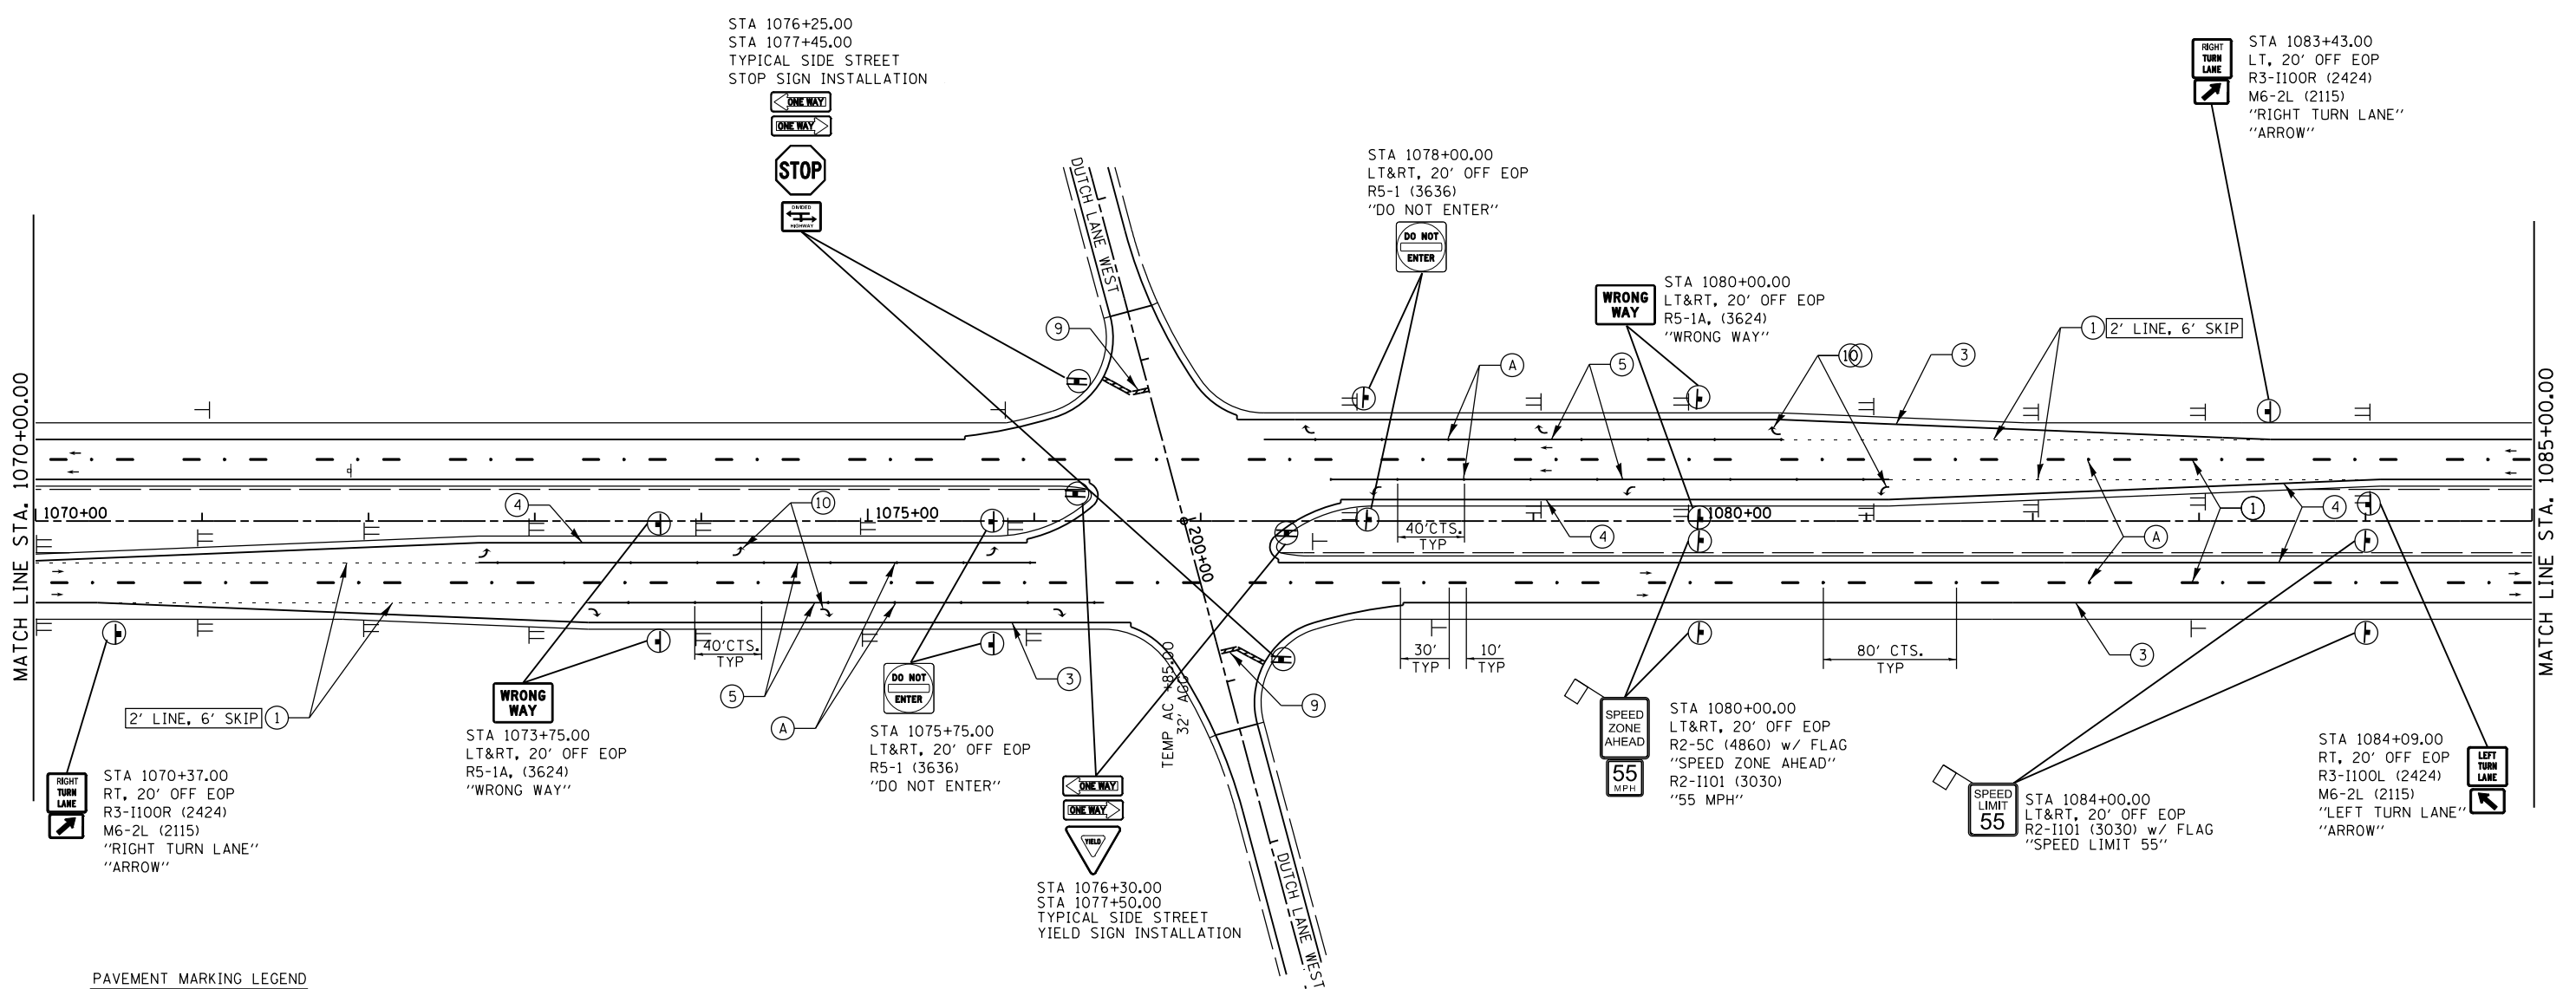 STA 1076+25.00
STA 1077+45.00
TYPICAL SIDE STREET
STOP SIGN INSTALLATION
ONE WAY
ONE WAY
STOP
DIVIDED
HIGHWAY
RIGHT
TURN
LANE
STA 1083+43.00
LT, 20' OFF EOP
R3-I100R (2424)
M6-2L (2115)
"RIGHT TURN LANE"
"ARROW"
STA 1078+00.00
LT&RT, 20' OFF EOP
R5-1 (3636)
"DO NOT ENTER"
DO NOT
ENTER
DUTCH LANE WEST
WRONG
WAY
STA 1080+00.00
LT&RT, 20' OFF EOP
R5-1A, (3624)
"WRONG WAY"
9
A
5
10
3
1
2' LINE, 6' SKIP
MATCH LINE STA. 1070+00.00
MATCH LINE STA. 1085+00.00
1070+00
4
10
1075+00
200+00
40'CTS.
TYP
4
1080+00
A
1
4
40'CTS.
TYP
30'
TYP
10'
TYP
80' CTS.
TYP
3
2' LINE, 6' SKIP
1
5
A
3
9
TEMP AC +85.00
32' AGG
WRONG
WAY
STA 1073+75.00
LT&RT, 20' OFF EOP
R5-1A, (3624)
"WRONG WAY"
DO NOT
ENTER
STA 1075+75.00
LT&RT, 20' OFF EOP
R5-1 (3636)
"DO NOT ENTER"
RIGHT
TURN
LANE
STA 1070+37.00
RT, 20' OFF EOP
R3-I100R (2424)
M6-2L (2115)
"RIGHT TURN LANE"
"ARROW"
ONE WAY
ONE WAY
YIELD
STA 1076+30.00
STA 1077+50.00
TYPICAL SIDE STREET
YIELD SIGN INSTALLATION
DUTCH LANE WEST
SPEED
ZONE
AHEAD
55
MPH
STA 1080+00.00
LT&RT, 20' OFF EOP
R2-5C (4860) w/ FLAG
"SPEED ZONE AHEAD"
R2-I101 (3030)
"55 MPH"
SPEED
LIMIT
55
STA 1084+00.00
LT&RT, 20' OFF EOP
R2-I101 (3030) w/ FLAG
"SPEED LIMIT 55"
STA 1084+09.00
RT, 20' OFF EOP
R3-I100L (2424)
M6-2L (2115)
"LEFT TURN LANE"
"ARROW"
LEFT
TURN
LANE
PAVEMENT MARKING LEGEND